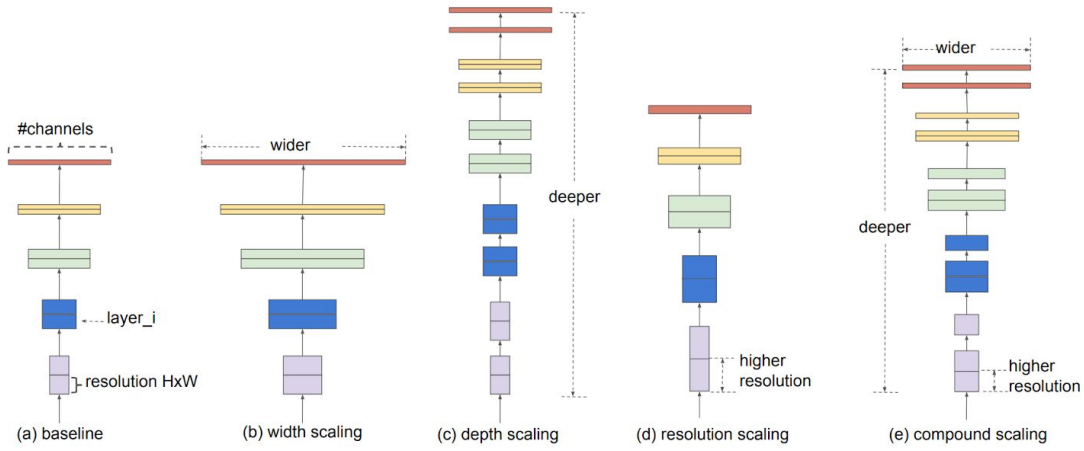 #channels
layer_i
resolution HxW
(a) baseline
wider
(b) width scaling
deeper
(c) depth scaling
higher
resolution
(d) resolution scaling
wider
deeper
higher
resolution
(e) compound scaling